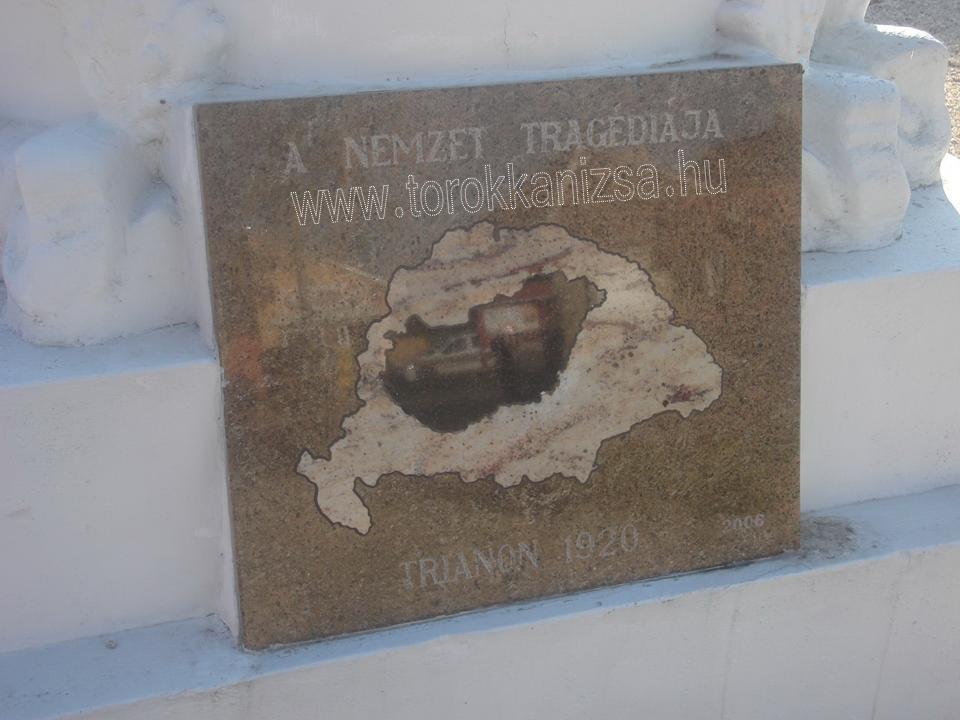 A NEMZET TRAGÉDIÁJA
www.torokkanizsa.hu
2006
TRIANON 1920